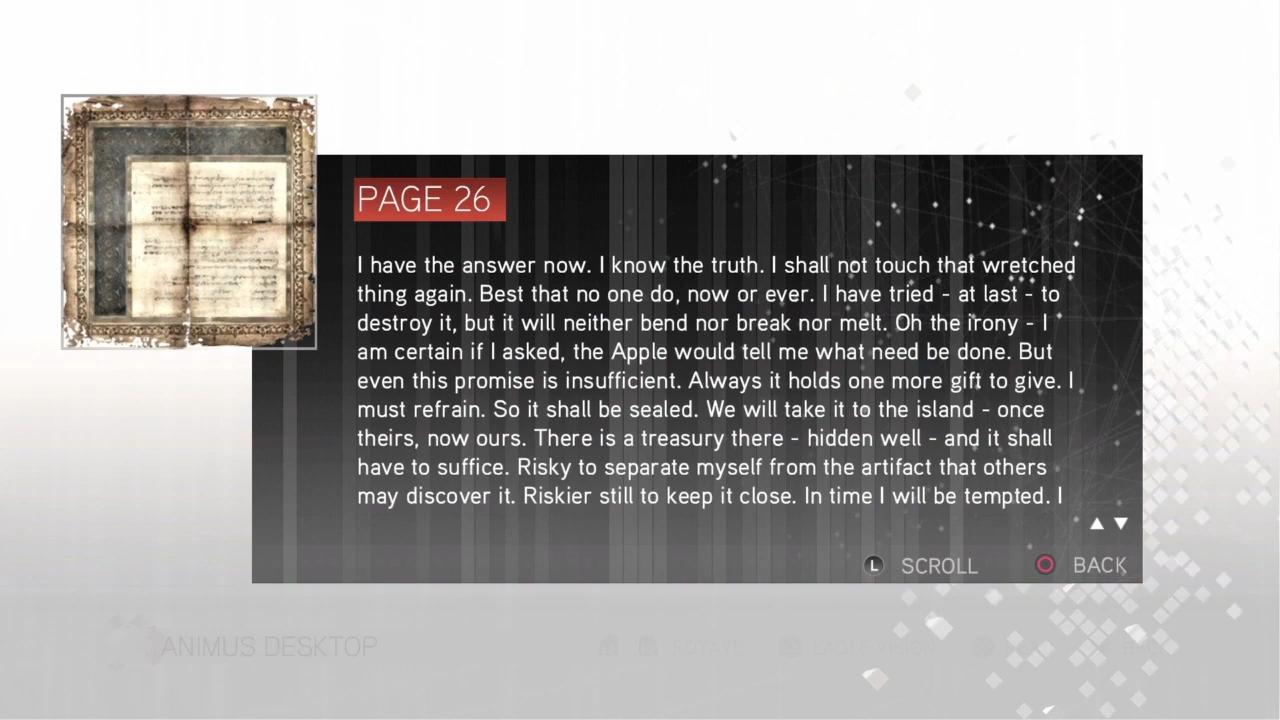 PAGE 26
I have the answer now. I know the truth. I shall not touch that wretched
thing again. Best that no one do, now or ever. I have tried - at last - to
destroy it, but it will neither bend nor break nor melt. Oh the irony - I
am certain if I asked, the Apple would tell me what need be done. But
even this promise is insufficient. Always it holds one more gift to give. I
must refrain. So it shall be sealed. We will take it to the island - once
theirs, now ours. There is a treasury there - hidden well - and it shall
have to suffice. Risky to separate myself from the artifact that others
may discover it. Riskier still to keep it close. In time I will be tempted. I
L SCROLL BACK
ANIMUS DESKTOP ROTATE EAGLE VISION